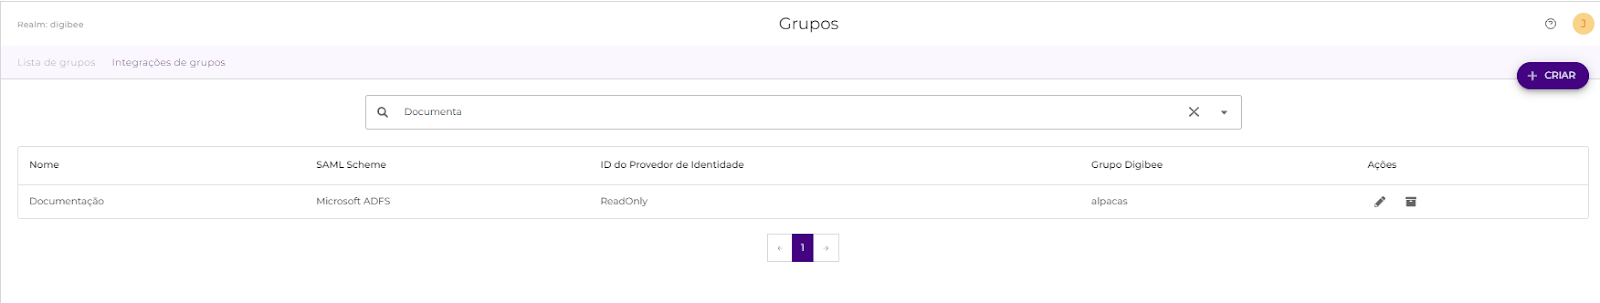 Realm: digibee
Grupos
J
Lista de grupos Integrações de grupos
+ CRIAR
Documenta
Nome SAML Scheme ID do Provedor de Identidade Grupo Digibee Ações
Documentação Microsoft ADFS ReadOnly alpacas
1